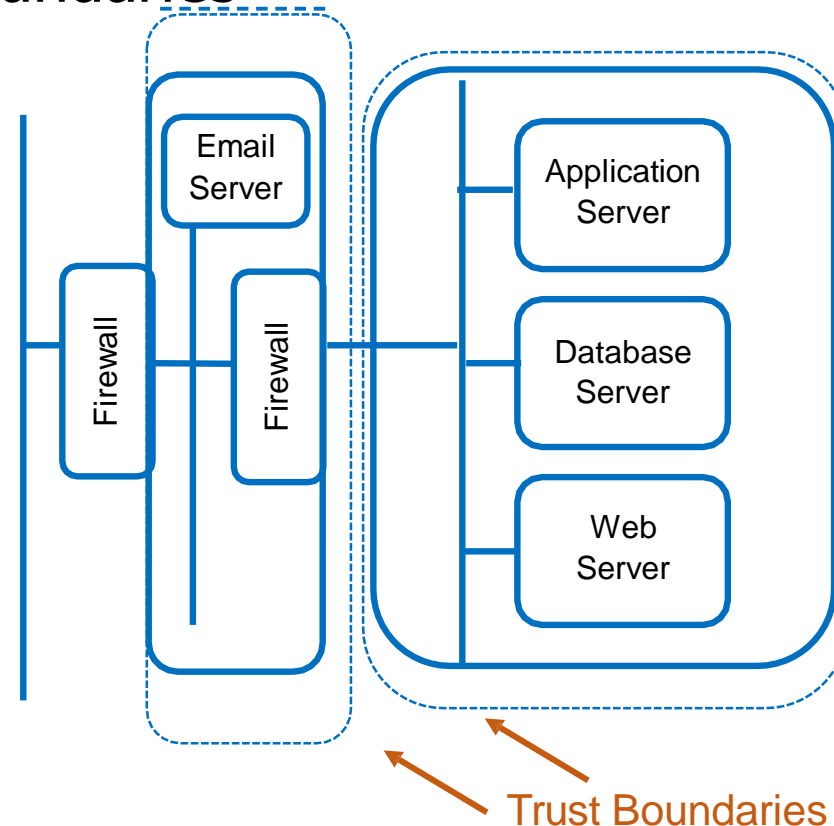 Email
Server
Firewall
Firewall
Application
Server
Database
Server
Web
Server
Trust Boundaries